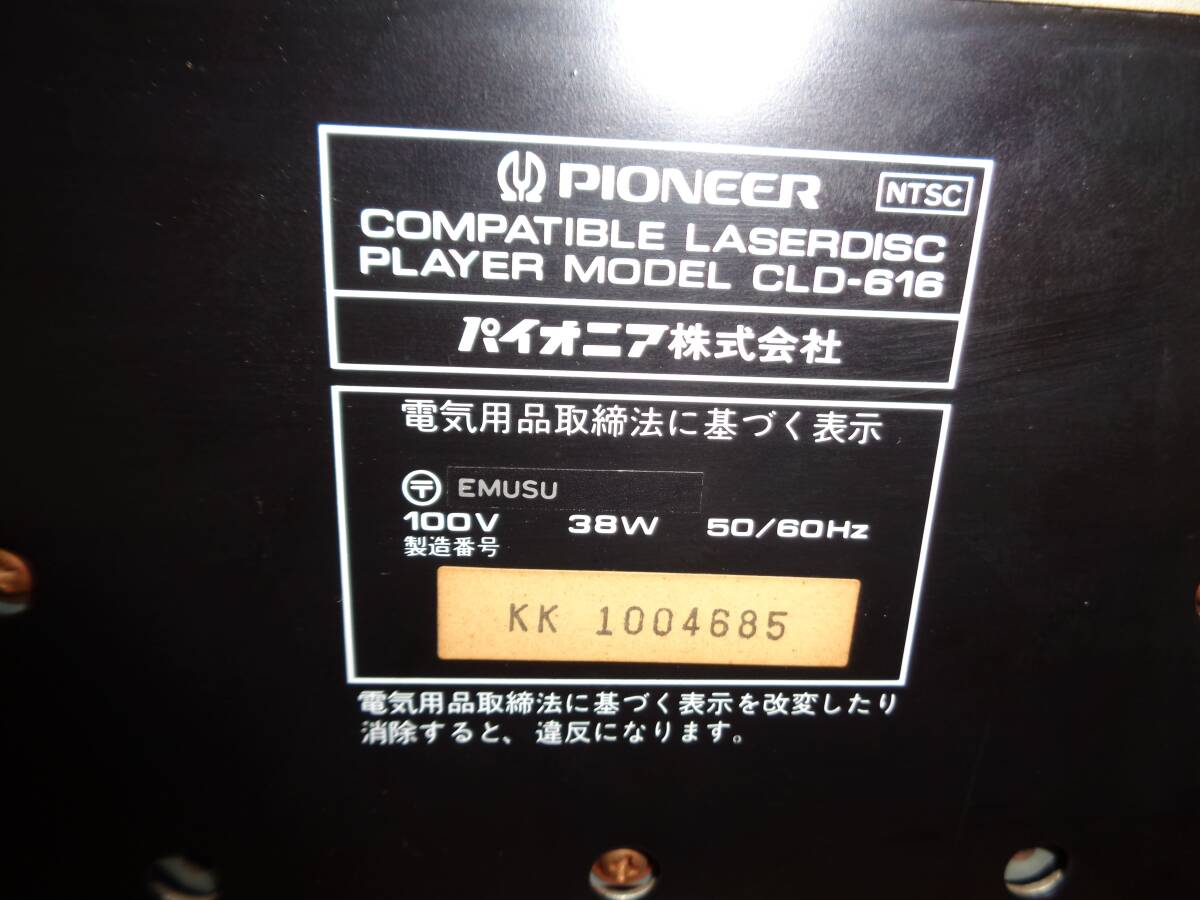 PIONEER NTSC
COMPATIBLE LASERDISC
PLAYER MODEL CLD-616
パイオニア株式会社
電気用品取締法に基づく表示
〒 EMUSU
100V 38W 50/60Hz
製造番号
KK 1004685
電気用品取締法に基づく表示を改変したり
消除すると、違反になります。